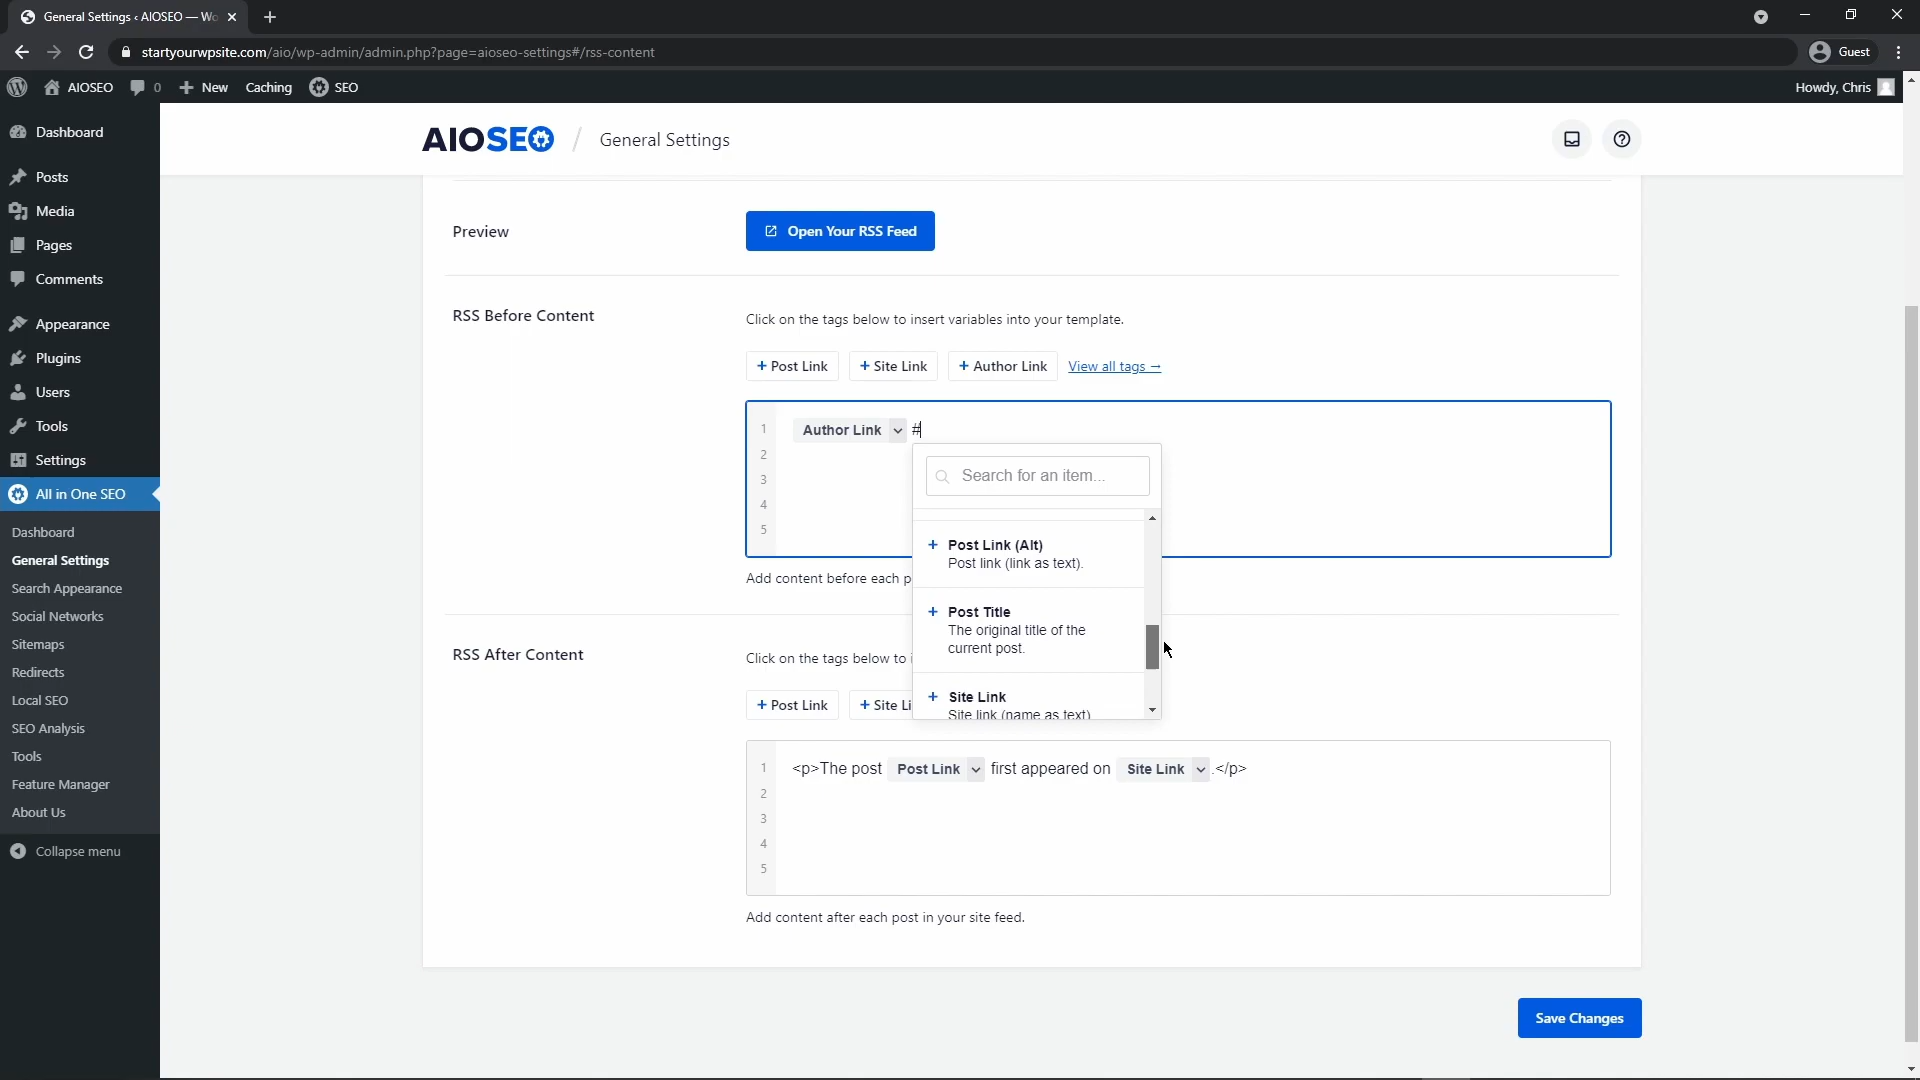 General Settings ‹ AIOSEO — Wo
startyourwpsite.com/aio/wp-admin/admin.php?page=aioseo-settings#/rss-content
Guest
AIOSEO
0
New
Caching
SEO
Howdy, Chris
Dashboard
Posts
Media
Pages
Comments
Appearance
Plugins
Users
Tools
Settings
All in One SEO
Dashboard
General Settings
Search Appearance
Social Networks
Sitemaps
Redirects
Local SEO
SEO Analysis
Tools
Feature Manager
About Us
Collapse menu
AIOSEO / General Settings
Preview
Open Your RSS Feed
RSS Before Content
Click on the tags below to insert variables into your template.
+ Post Link
+ Site Link
+ Author Link
View all tags →
1 Author Link #
2
3
4
5
Search for an item...
+ Post Link (Alt)
Post link (link as text).
+ Post Title
The original title of the
current post.
+ Site Link
Site link (name as text)
Add content before each p
RSS After Content
Click on the tags below to i
+ Post Link
+ Site Li
1 <p>The post Post Link first appeared on Site Link .</p>
2
3
4
5
Add content after each post in your site feed.
Save Changes